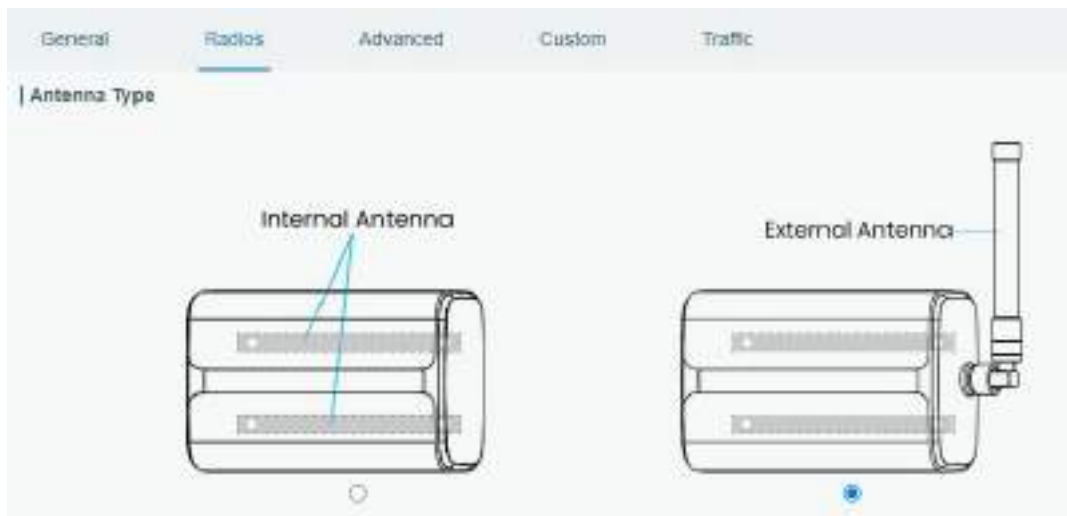 General Radios Advanced Custom Traffic
| Antenna Type
Internal Antenna
External Antenna